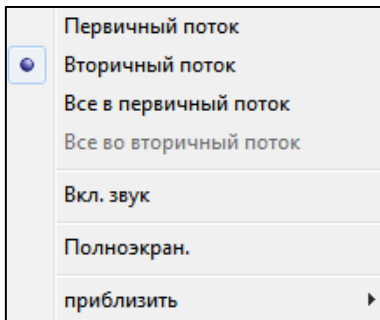 Первичный поток
Вторичный поток
Все в первичный поток
Все во вторичный поток
Вкл. звук
Полноэкран.
приблизить